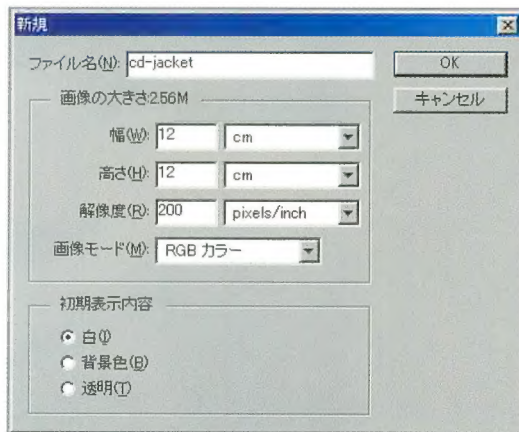 新規
ファイル名(N): cd-jacket
OK
キャンセル
画像の大きさ:2.56M
幅(W): 12 cm
高さ(H): 12 cm
解像度(R): 200 pixels/inch
画像モード(M): RGB カラー
初期表示内容
白(I)
背景色(B)
透明(T)